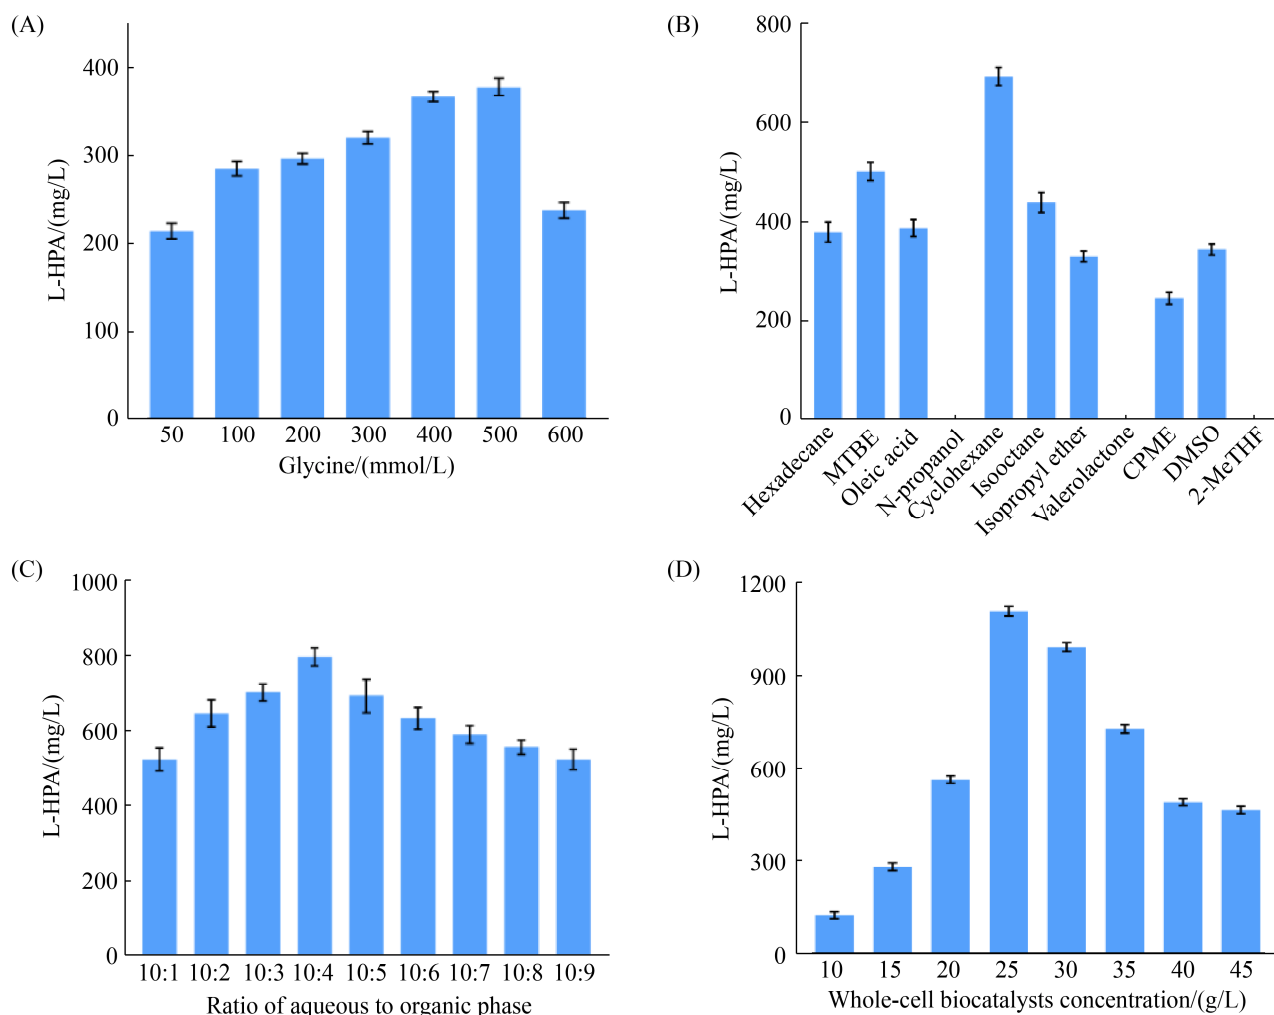 (A)
400
300
200
100
0
L-HPA/(mg/L)
50 100 200 300 400 500 600
Glycine/(mmol/L)
(B)
800
600
400
200
0
L-HPA/(mg/L)
Hexadecane
MTBE
Oleic acid
N-propanol
Cyclohexane
Isooctane
Isopropyl ether
Valerolactone
CPME
DMSO
2-MeTHF
(C)
1000
800
600
400
200
0
L-HPA/(mg/L)
10:1 10:2 10:3 10:4 10:5 10:6 10:7 10:8 10:9
Ratio of aqueous to organic phase
(D)
1200
900
600
300
0
L-HPA/(mg/L)
10 15 20 25 30 35 40 45
Whole-cell biocatalysts concentration/(g/L)